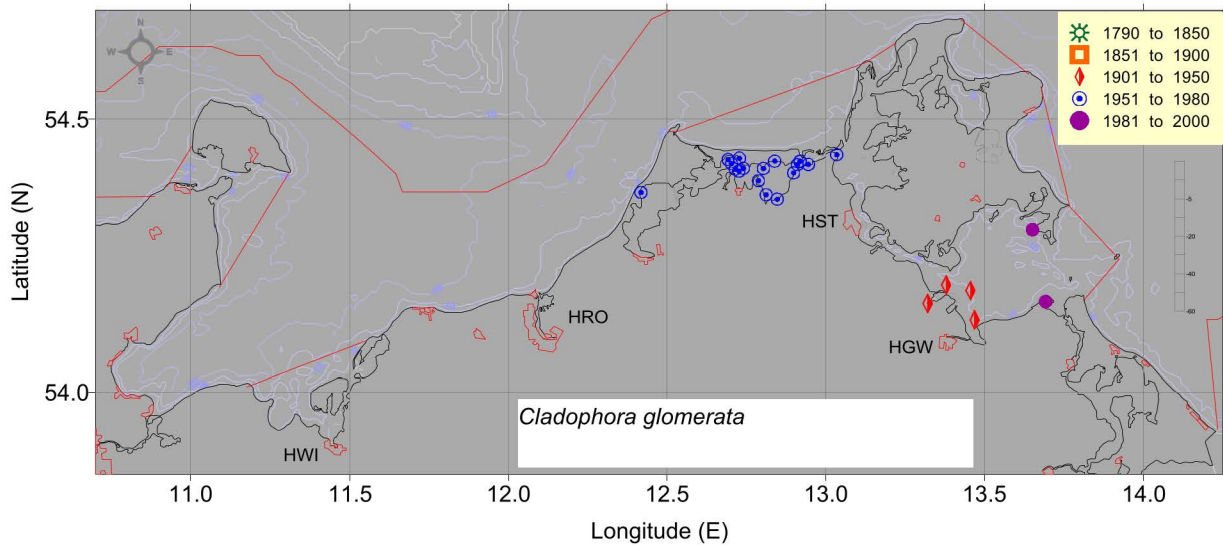 N
W E
S
1790 to 1850
1851 to 1900
1901 to 1950
1951 to 1980
1981 to 2000
54.5
54.0
Latitude (N)
HST
HRO
HGW
HWI
Cladophora glomerata
-20
-40
-60
11.0 11.5 12.0 12.5 13.0 13.5 14.0
Longitude (E)